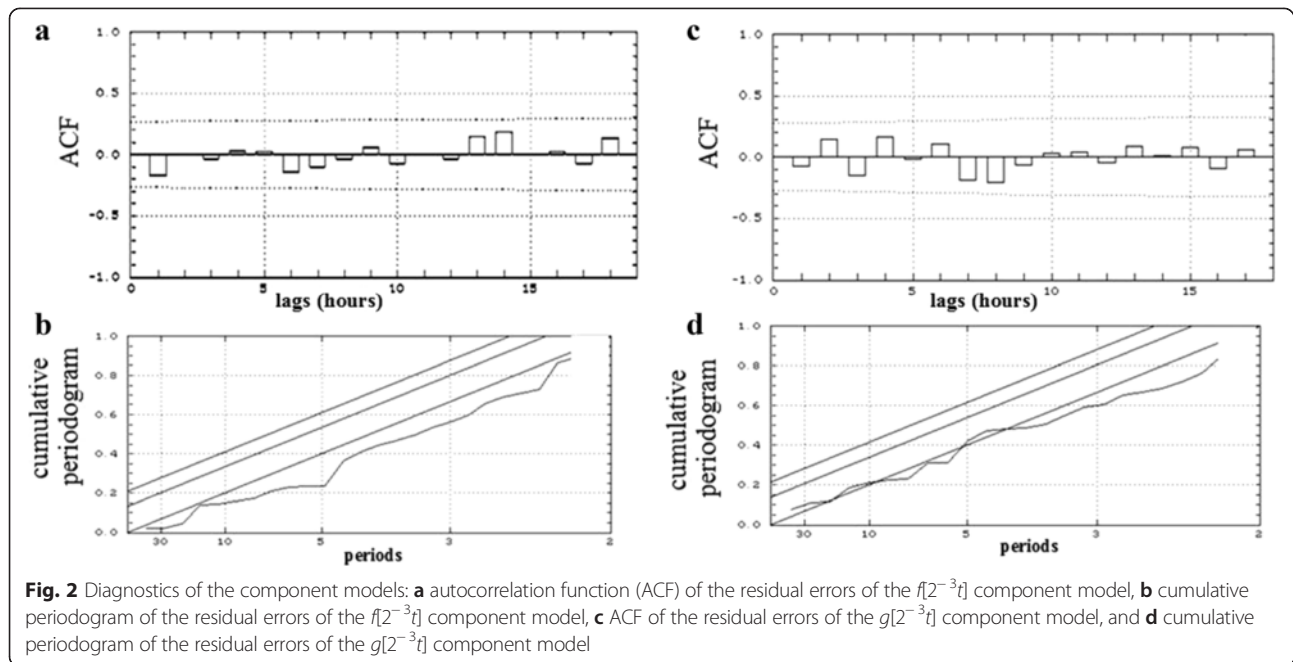 a
1.0
0.5
0.0
-0.5
-1.0
ACF
0 5 10 15
lags (hours)
c
1.0
0.5
0.0
-0.5
-1.0
ACF
0 5 10 15
lags (hours)
b
1.0
0.8
0.6
0.4
0.2
0.0
cumulative
periodogram
30 10 5 3 2
periods
d
1.0
0.8
0.6
0.4
0.2
0.0
cumulative
periodogram
30 10 5 3 2
periods
Fig. 2 Diagnostics of the component models: a autocorrelation function (ACF) of the residual errors of the f[2⁻³t] component model, b cumulative
periodogram of the residual errors of the f[2⁻³t] component model, c ACF of the residual errors of the g[2⁻³t] component model, and d cumulative
periodogram of the residual errors of the g[2⁻³t] component model